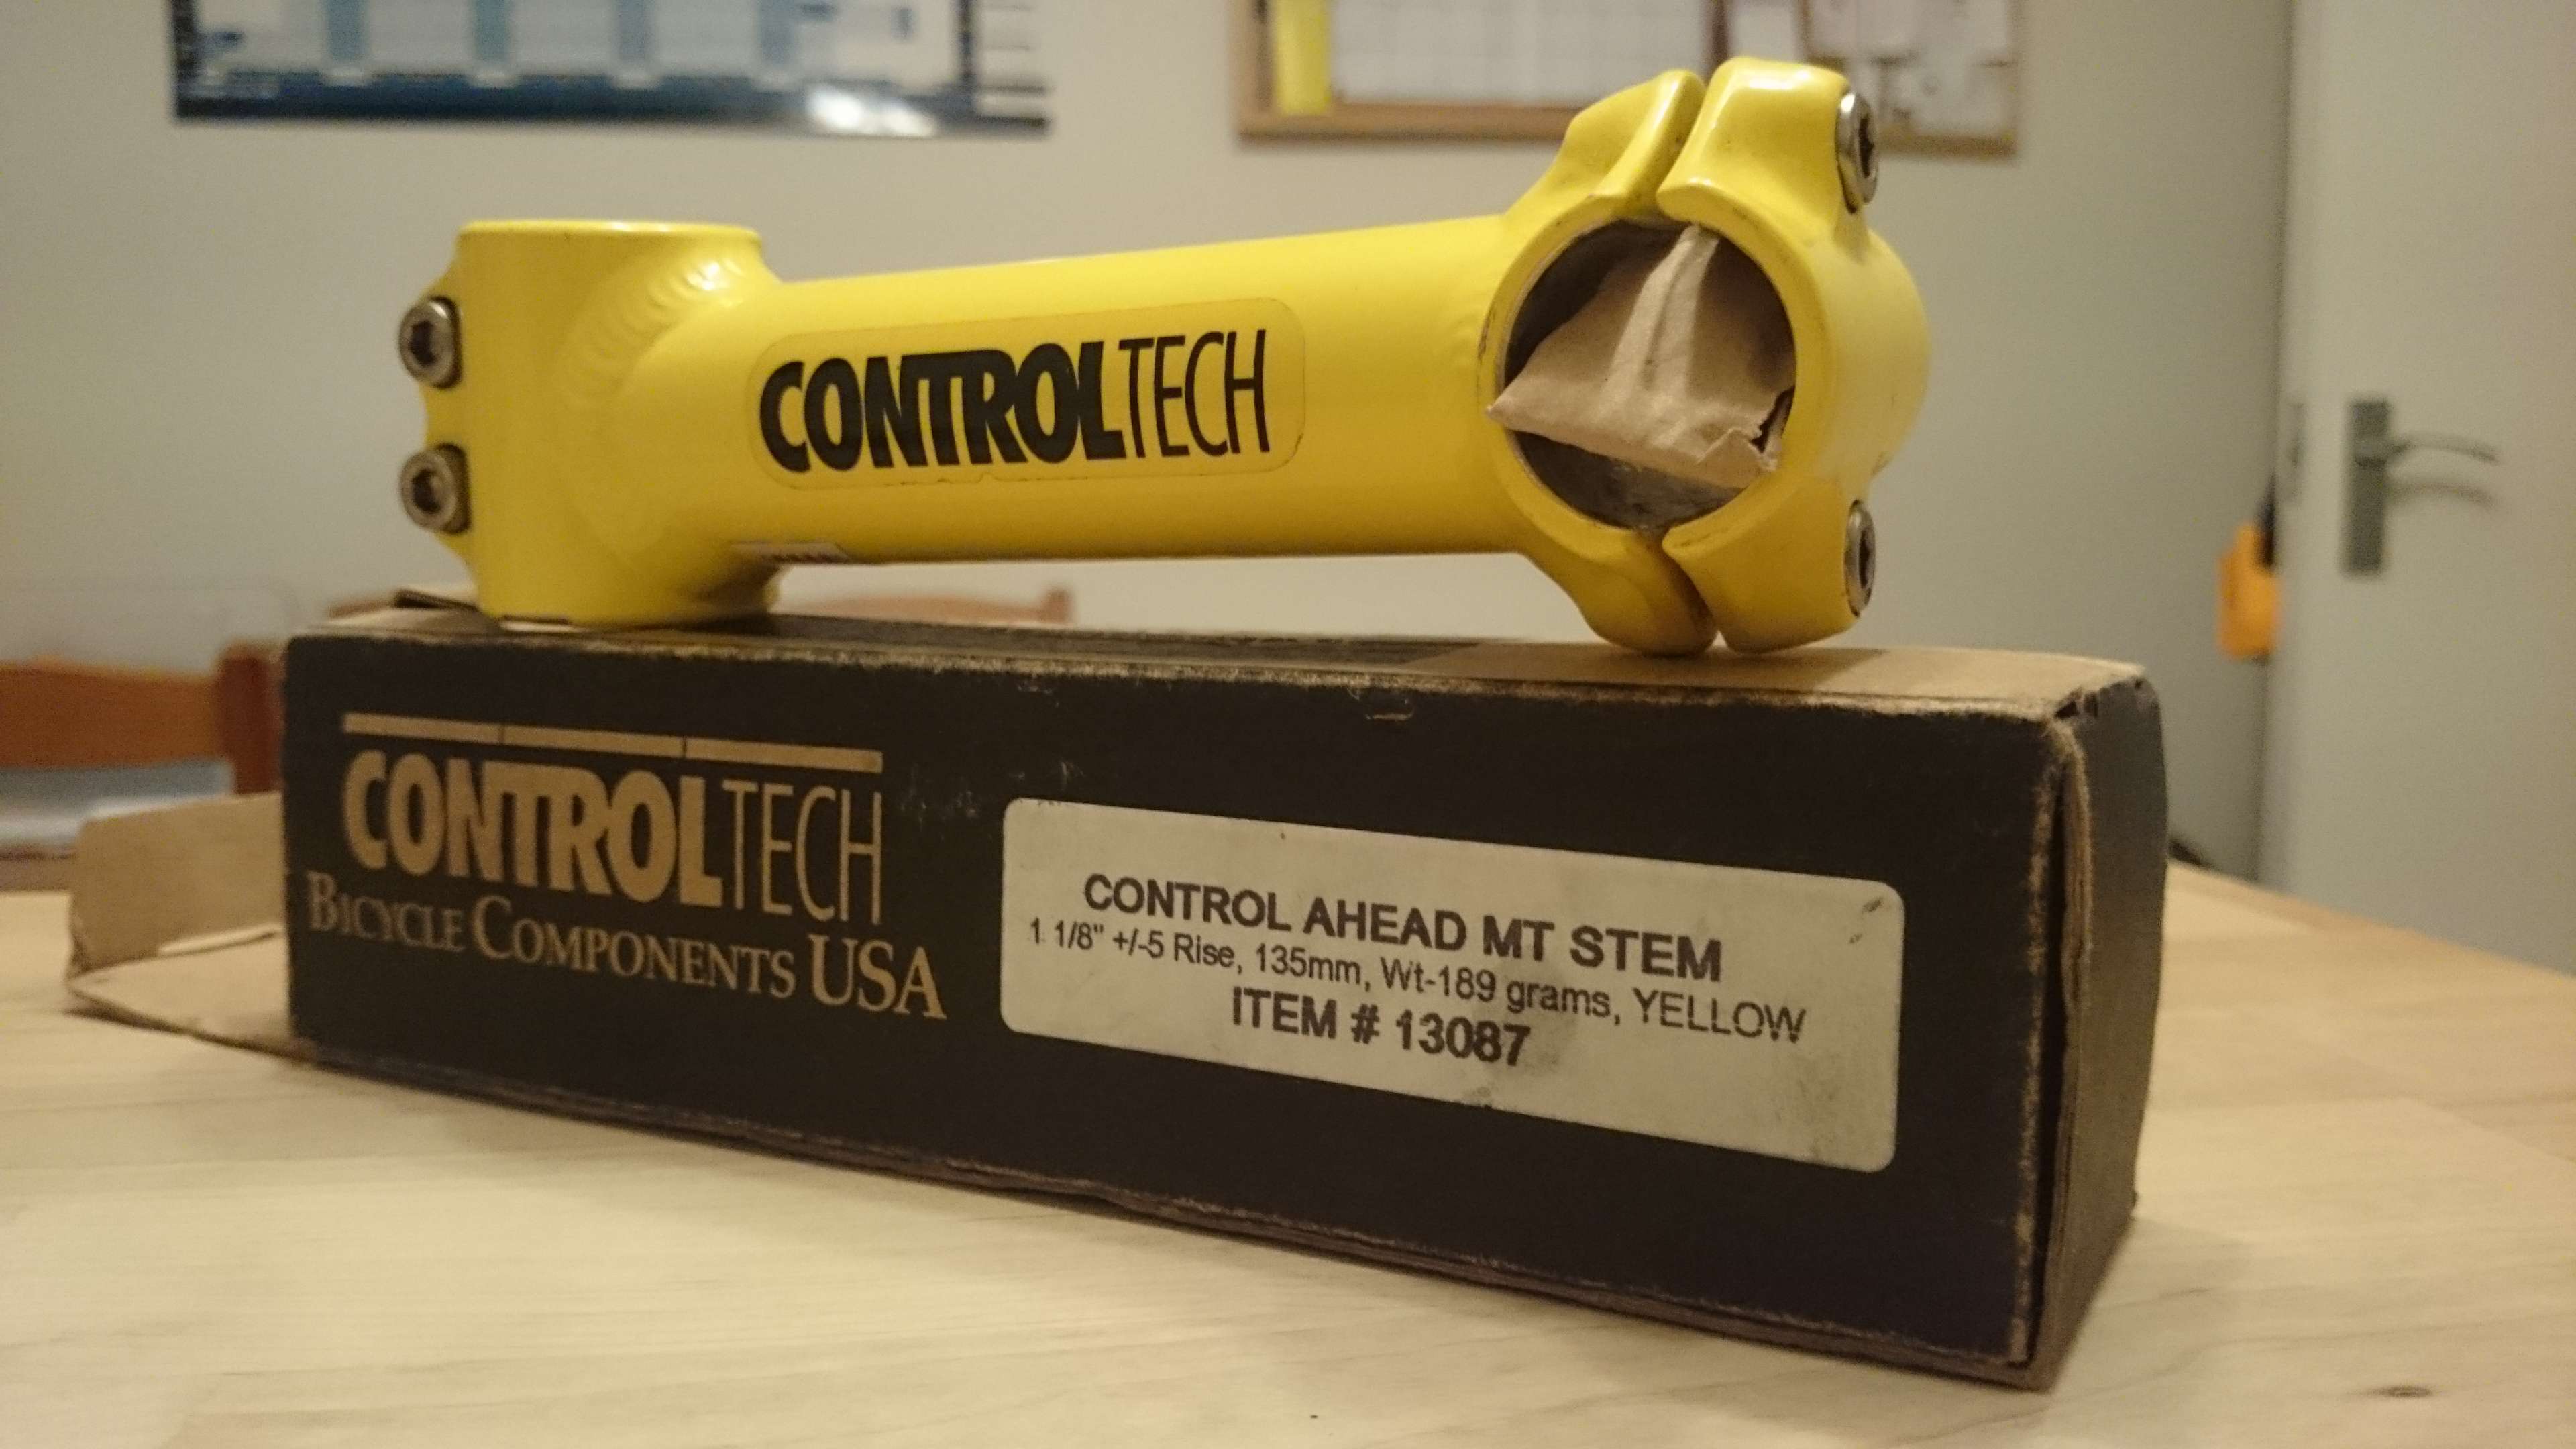 CONTROLTECH
CONTROLTECH
BICYCLE COMPONENTS USA
CONTROL AHEAD MT STEM
1 1/8" +/-5 Rise, 135mm, Wt-189 grams, YELLOW
ITEM # 13087